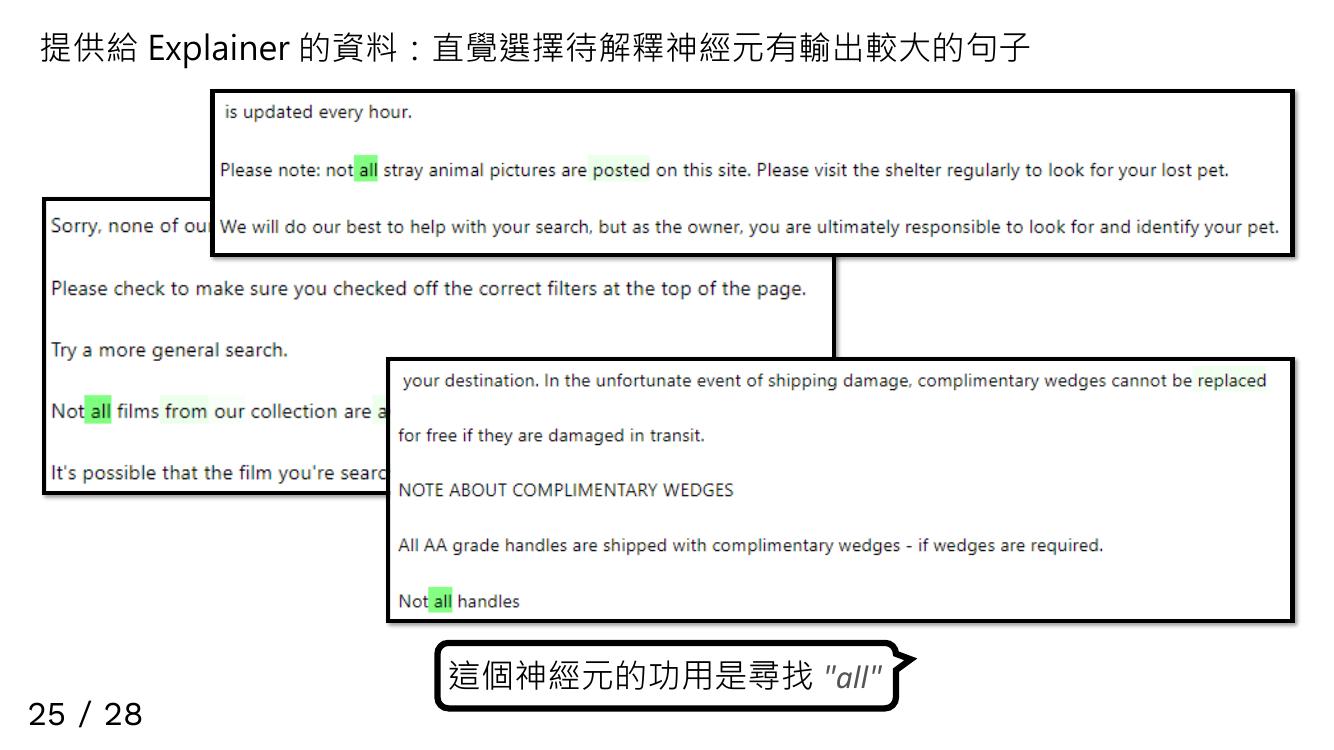 提供給 Explainer 的資料：直覺選擇待解釋神經元有輸出較大的句子
is updated every hour.
Please note: not all stray animal pictures are posted on this site. Please visit the shelter regularly to look for your lost pet.
We will do our best to help with your search, but as the owner, you are ultimately responsible to look for and identify your pet.
Sorry, none of our
Please check to make sure you checked off the correct filters at the top of the page.
Try a more general search.
Not all films from our collection are a
It's possible that the film you're searc
your destination. In the unfortunate event of shipping damage, complimentary wedges cannot be replaced
for free if they are damaged in transit.
NOTE ABOUT COMPLIMENTARY WEDGES
All AA grade handles are shipped with complimentary wedges - if wedges are required.
Not all handles
這個神經元的功用是尋找 "all"
25 / 28